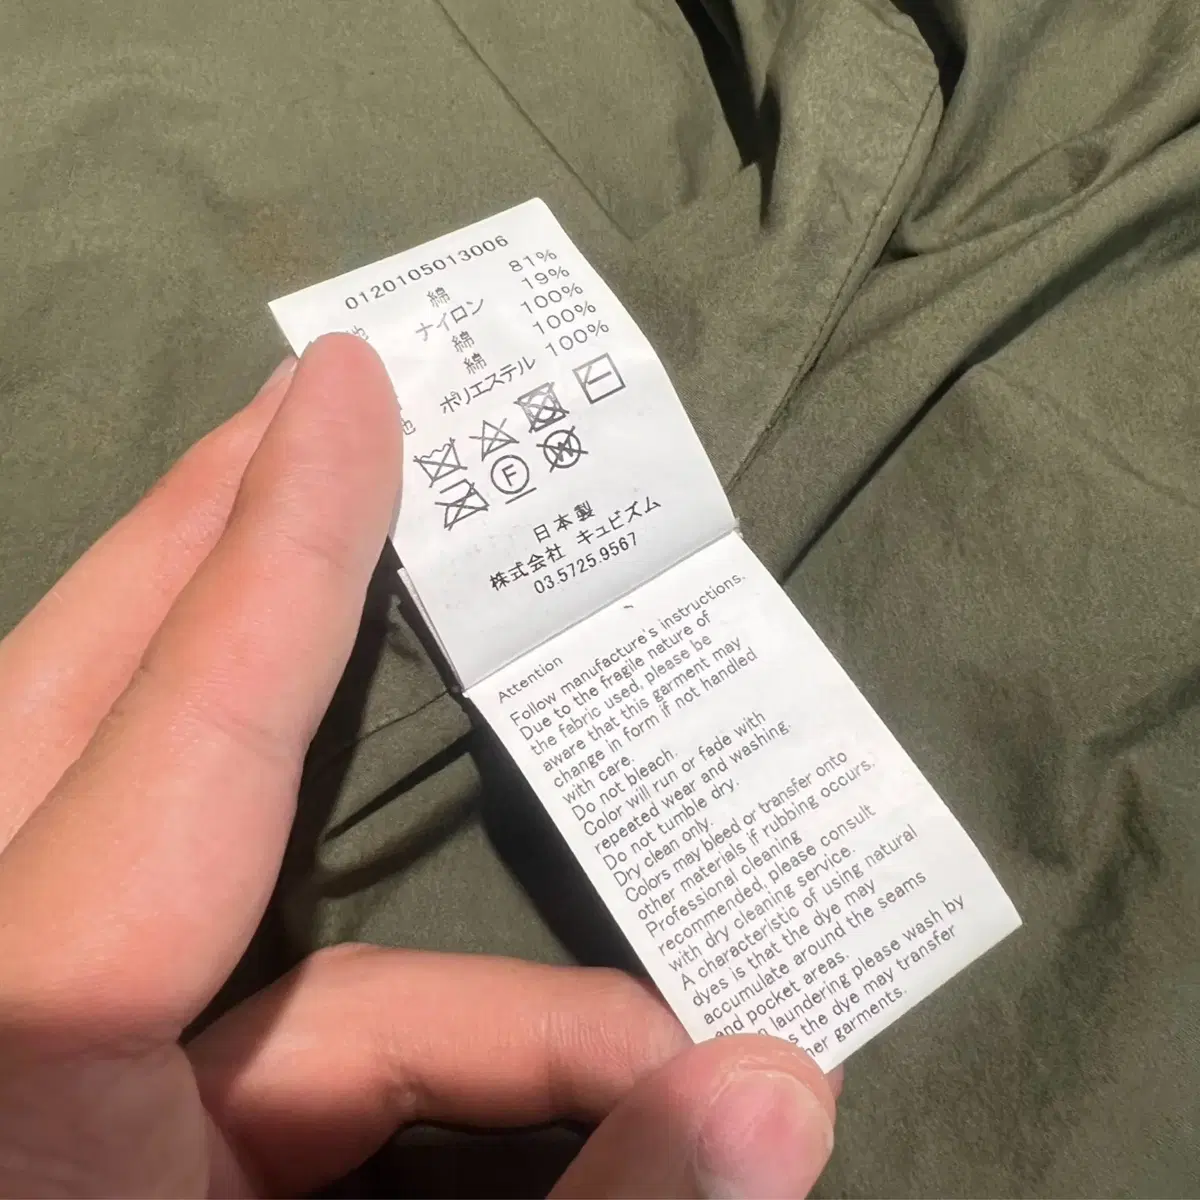 0120105013006
綿 81%
ナイロン 19%
綿 100%
綿 100%
ポリエステル 100%
地
地
F
W
日本製
株式会社 キュビズム
03.5725.9567
Attention
Follow manufacture's instructions.
Due to the fragile nature of
the fabric used, please be
aware that this garment may
change in form if not handled
with care.
Do not bleach.
Color will run or fade with
repeated wear and washing.
Do not tumble dry.
Dry clean only.
Colors may bleed or transfer onto
other materials if rubbing occurs,
Professional cleaning
recommended, please consult
with dry cleaning service.
A characteristic of using natural
dyes is that the dye may
accumulate around the seams
and pocket areas.
laundering please wash by
the dye may transfer
garments.